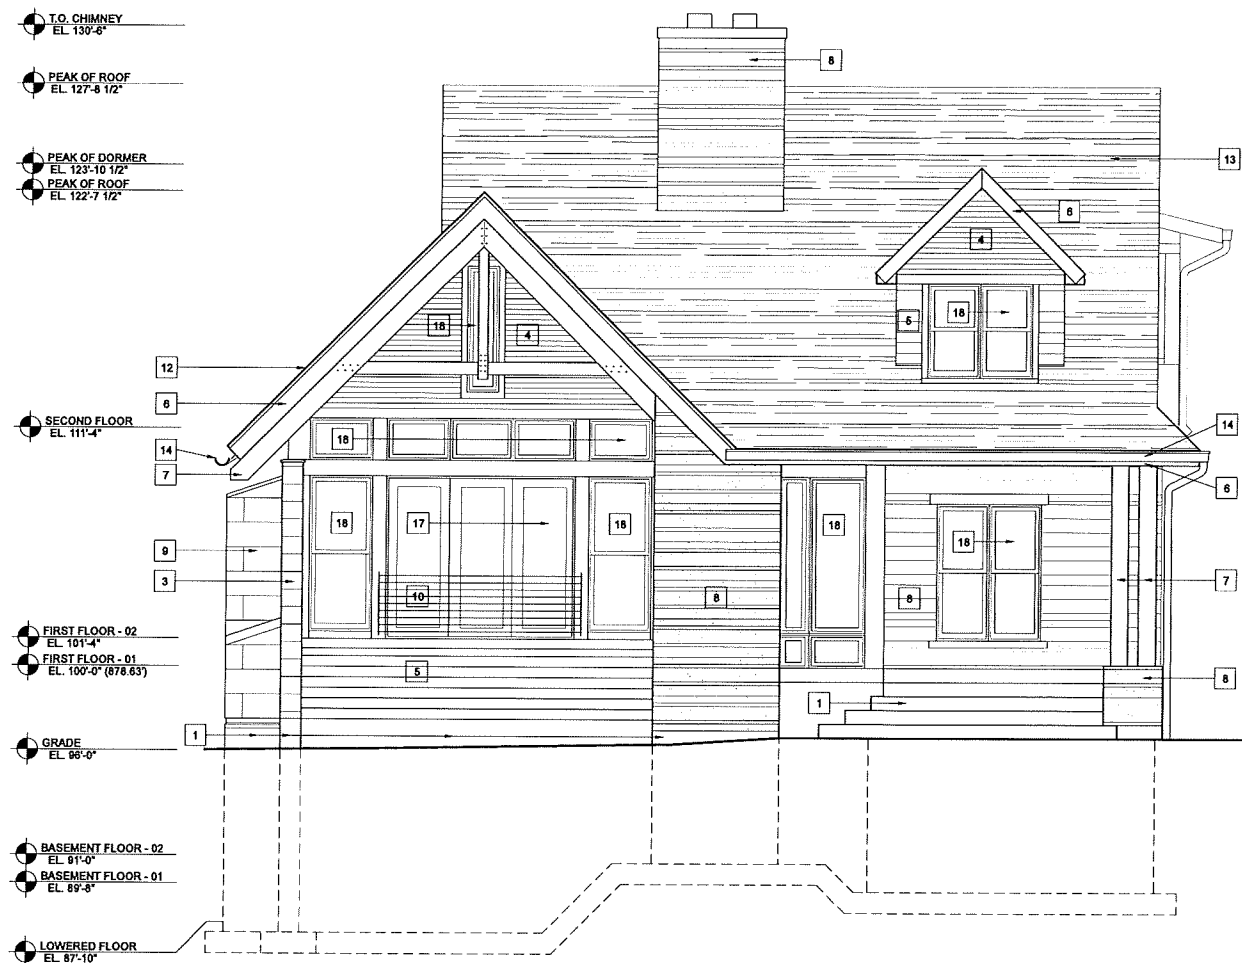 T.O. CHIMNEY
EL. 130'-6"
8
PEAK OF ROOF
EL. 127'-8 1/2"
PEAK OF DORMER
EL. 123'-10 1/2"
13
PEAK OF ROOF
EL. 122'-7 1/2"
6
4
18
5
18
4
12
6
SECOND FLOOR
EL. 111'-4"
14
18
14
7
6
18
17
18
18
18
9
3
10
8
8
7
FIRST FLOOR - 02
EL. 101'-4"
FIRST FLOOR - 01
EL. 100'-0" (878.63')
5
8
1
1
GRADE
EL. 96'-0"
BASEMENT FLOOR - 02
EL. 91'-0"
BASEMENT FLOOR - 01
EL. 89'-8"
LOWERED FLOOR
EL. 87'-10"